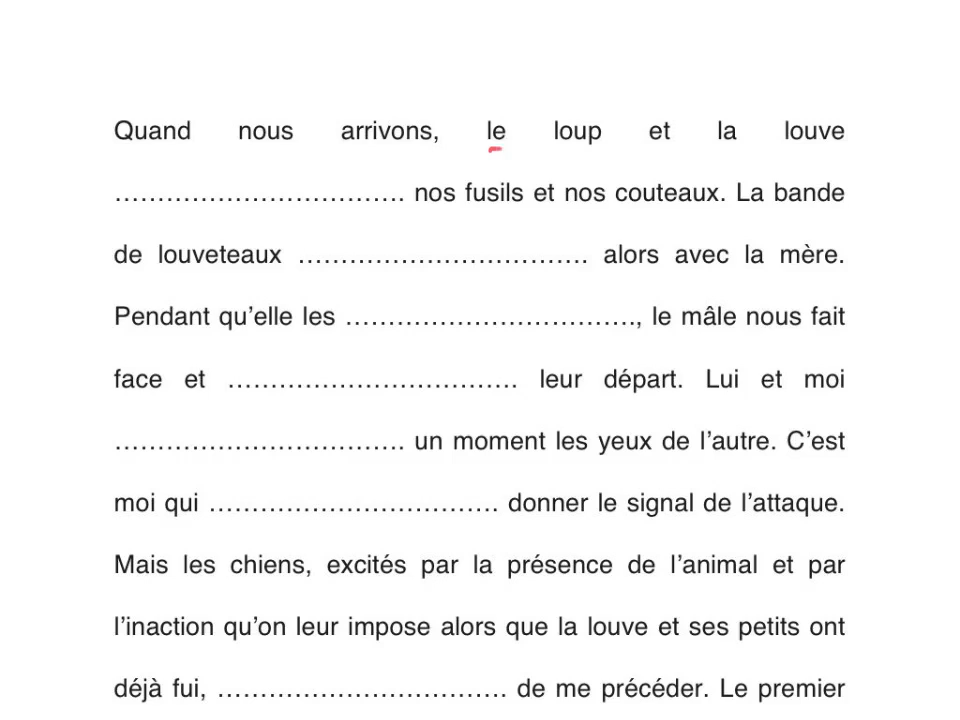 Quand nous arrivons, le loup et la louve
………………………….… nos fusils et nos couteaux. La bande
de louveteaux ………………………….… alors avec la mère.
Pendant qu’elle les ………………………….…, le mâle nous fait
face et ………………………….… leur départ. Lui et moi
………………………….… un moment les yeux de l’autre. C’est
moi qui ………………………….… donner le signal de l’attaque.
Mais les chiens, excités par la présence de l’animal et par
l’inaction qu’on leur impose alors que la louve et ses petits ont
déjà fui, ………………………….… de me précéder. Le premier